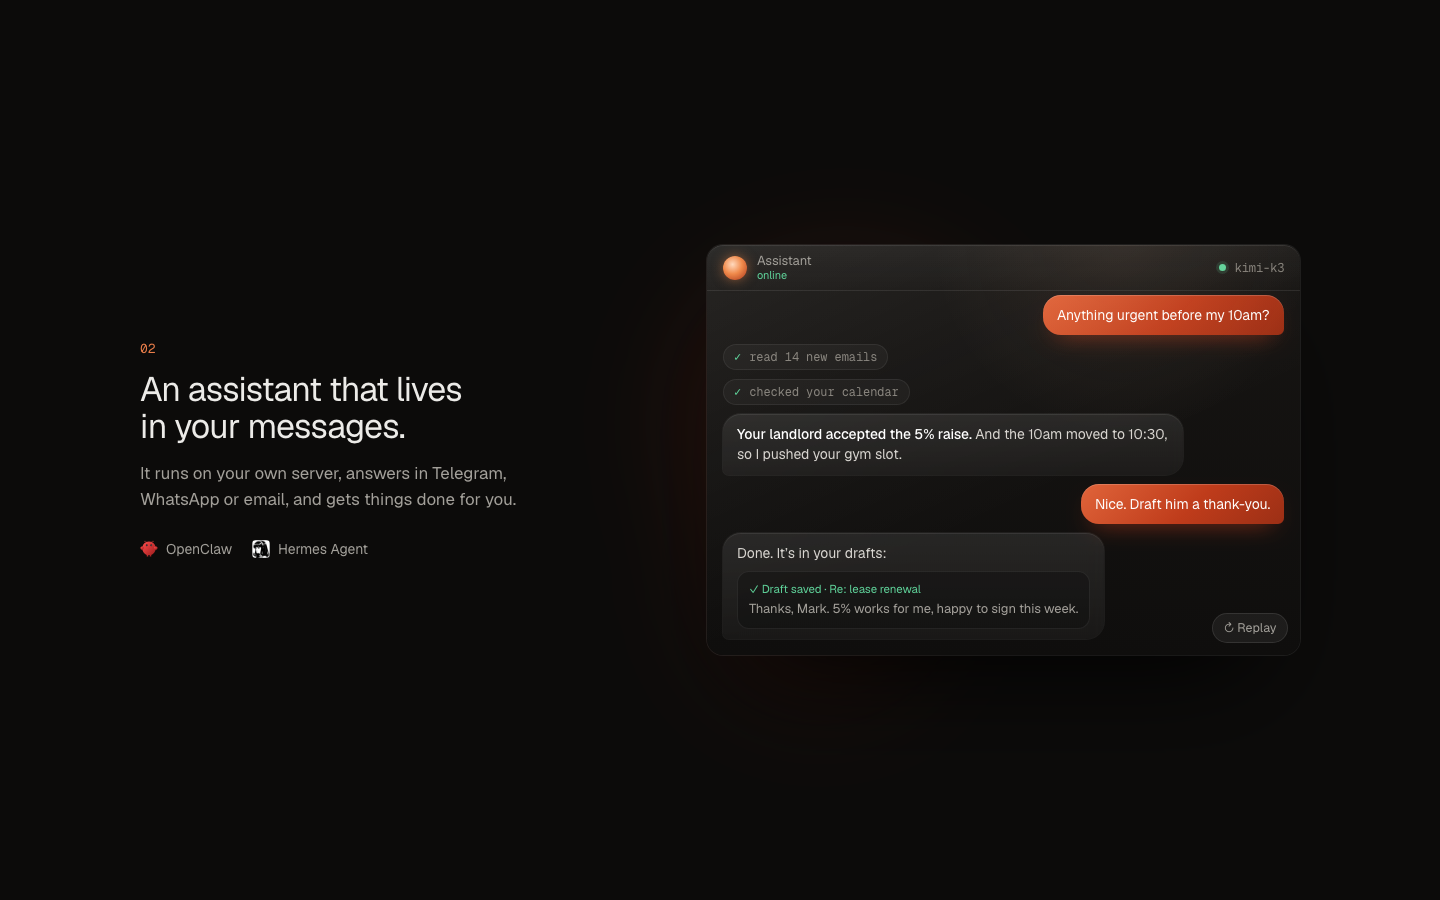 02
An assistant that lives
in your messages.
It runs on your own server, answers in Telegram,
WhatsApp or email, and gets things done for you.
OpenClaw
Hermes Agent
Assistant
online
kimi-k3
Anything urgent before my 10am?
✓ read 14 new emails
✓ checked your calendar
Your landlord accepted the 5% raise. And the 10am moved to 10:30,
so I pushed your gym slot.
Nice. Draft him a thank-you.
Done. It's in your drafts:
✓ Draft saved · Re: lease renewal
Thanks, Mark. 5% works for me, happy to sign this week.
↻ Replay